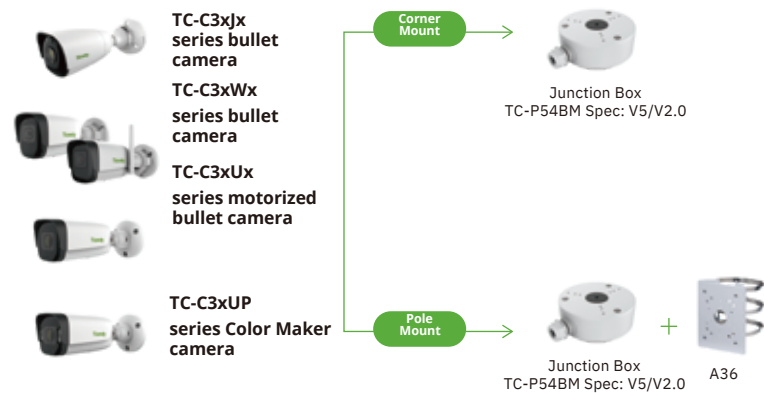 TC-C3xJx
series bullet
camera
TC-C3xWx
series bullet
camera
TC-C3xUx
series motorized
bullet camera
TC-C3xUP
series Color Maker
camera
Corner
Mount
Junction Box
TC-P54BM Spec: V5/V2.0
Pole
Mount
Junction Box
TC-P54BM Spec: V5/V2.0
+
A36